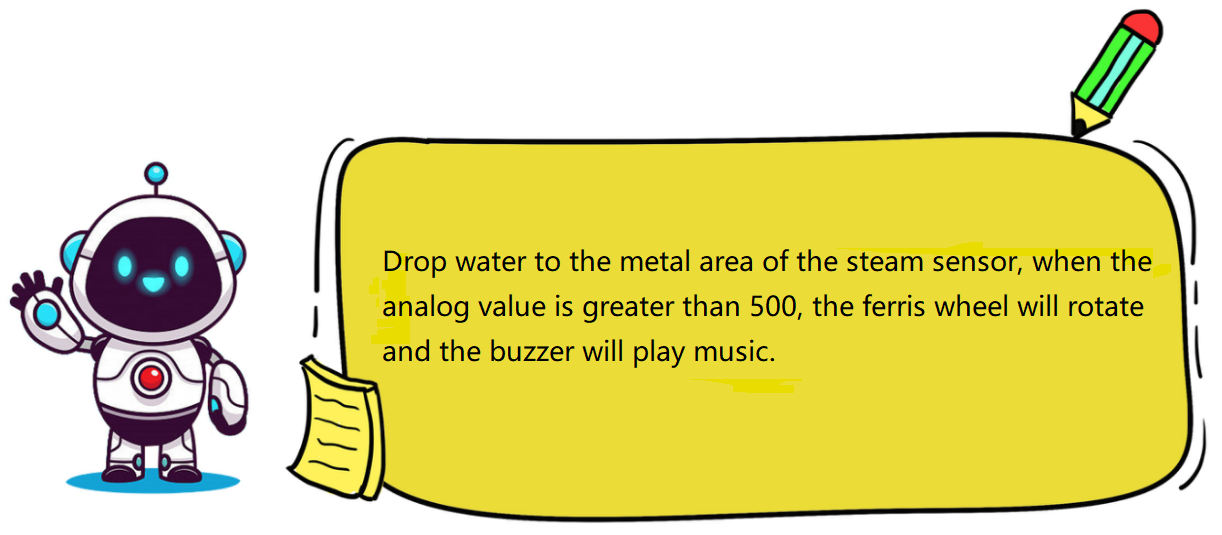 Drop water to the metal area of the steam sensor, when the
analog value is greater than 500, the ferris wheel will rotate
and the buzzer will play music.